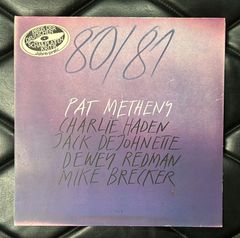 80/81
PAT METHENY
CHARLIE HADEN
JACK DEJOHNETTE
DEWEY REDMAN
MIKE BRECKER